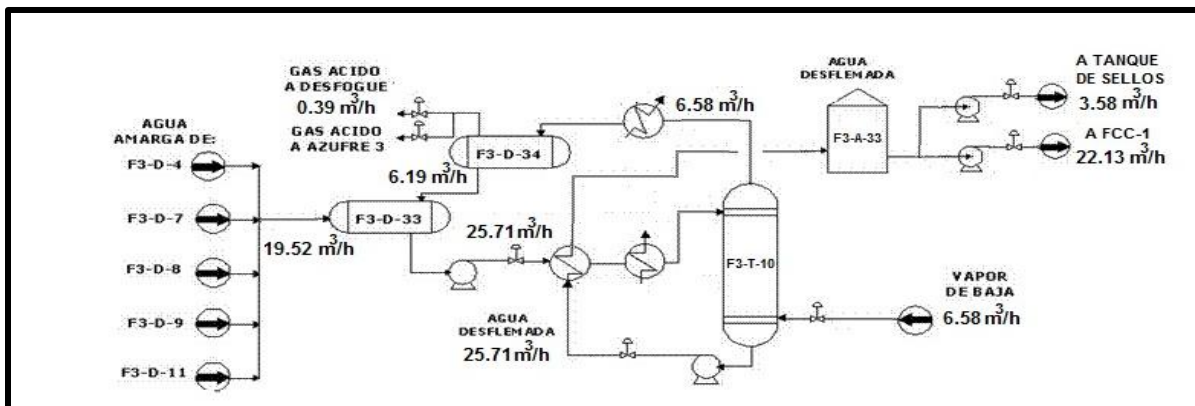 GAS ACIDO
A DESFOGUE
0.39 m³/h
GAS ACIDO
A AZUFRE 3
AGUA
AMARGA DE:
F3-D-4
F3-D-7
F3-D-8
F3-D-9
F3-D-11
19.52 m³/h
F3-D-34
6.19 m³/h
F3-D-33
6.58 m³/h
25.71 m³/h
AGUA
DESFLEMADA
25.71 m³/h
F3-T-10
AGUA
DESFLEMADA
F3-A-33
A TANQUE
DE SELLOS
3.58 m³/h
A FCC-1
22.13 m³/h
VAPOR
DE BAJA
6.58 m³/h